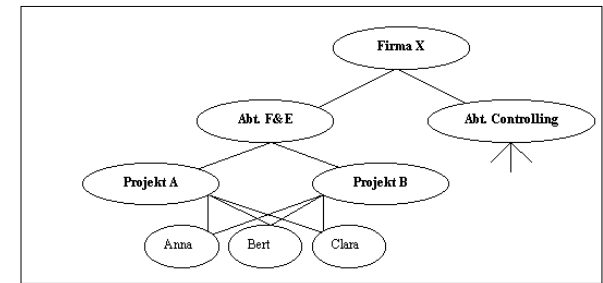 Firma X
Abt. F&E
Abt. Controlling
Projekt A
Projekt B
Anna
Bert
Clara